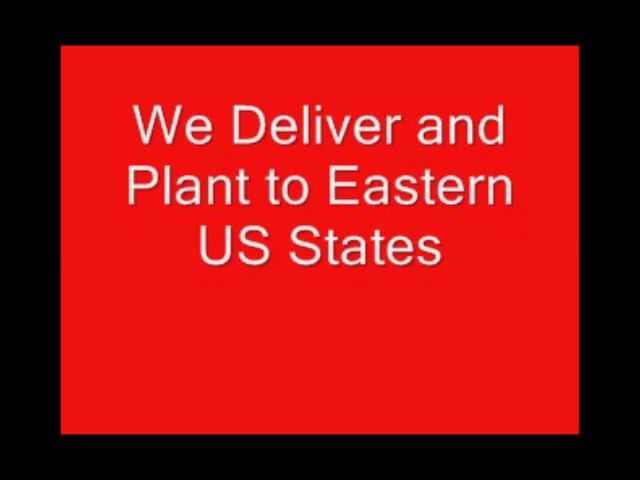 We Deliver and
Plant to Eastern
US States